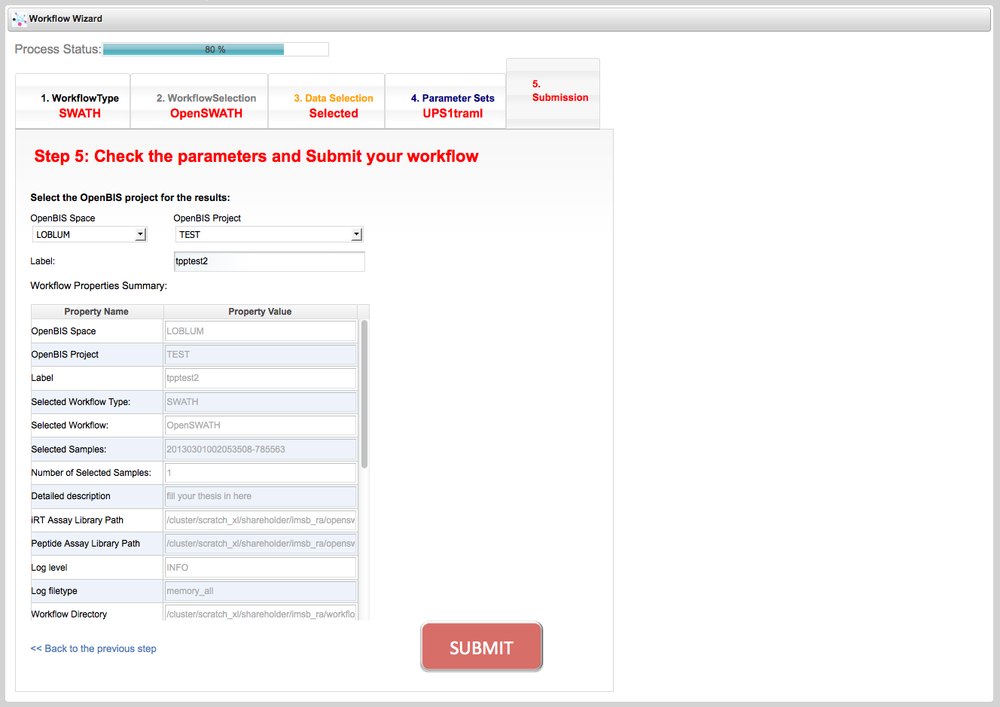 Workflow Wizard
Process Status: 80 %
1. WorkflowType
SWATH
2. WorkflowSelection
OpenSWATH
3. Data Selection
Selected
4. Parameter Sets
UPS1traml
5.
Submission
Step 5: Check the parameters and Submit your workflow
Select the OpenBIS project for the results:
OpenBIS Space OpenBIS Project
LOBLUM TEST
Label: tpptest2
Workflow Properties Summary:
Property Name Property Value
OpenBIS Space LOBLUM
OpenBIS Project TEST
Label tpptest2
Selected Workflow Type: SWATH
Selected Workflow: OpenSWATH
Selected Samples: 20130301002053508-785563
Number of Selected Samples: 1
Detailed description fill your thesis in here
iRT Assay Library Path /cluster/scratch_xl/shareholder/imsb_ra/opensw
Peptide Assay Library Path /cluster/scratch_xl/shareholder/imsb_ra/opensw
Log level INFO
Log filetype memory_all
Workflow Directory /cluster/scratch_xl/shareholder/imsb_ra/workflo
<< Back to the previous step
SUBMIT